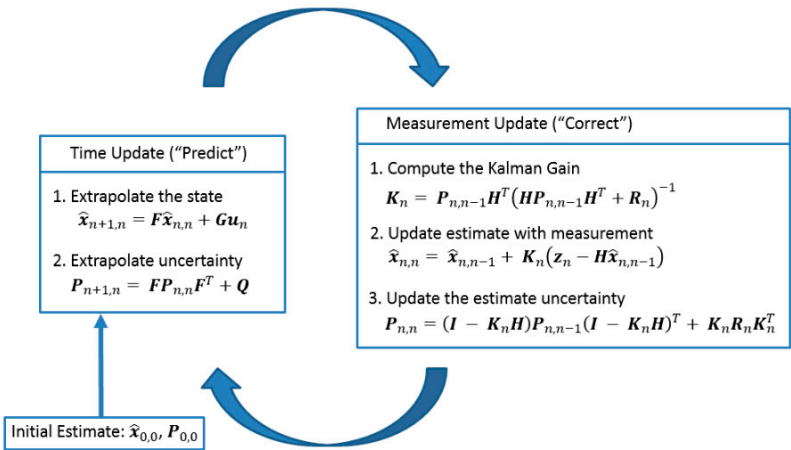 Time Update (“Predict”)
1. Extrapolate the state
x̂ₙ₊₁,ₙ = Fx̂ₙ,ₙ + Guₙ
2. Extrapolate uncertainty
Pₙ₊₁,ₙ = FPₙ,ₙFᵀ + Q
Measurement Update (“Correct”)
1. Compute the Kalman Gain
Kₙ = Pₙ,ₙ₋₁Hᵀ(HPₙ,ₙ₋₁Hᵀ + Rₙ)⁻¹
2. Update estimate with measurement
x̂ₙ,ₙ = x̂ₙ,ₙ₋₁ + Kₙ(zₙ − Hx̂ₙ,ₙ₋₁)
3. Update the estimate uncertainty
Pₙ,ₙ = (I − KₙH)Pₙ,ₙ₋₁(I − KₙH)ᵀ + KₙRₙKₙᵀ
Initial Estimate: x̂₀,₀, P₀,₀